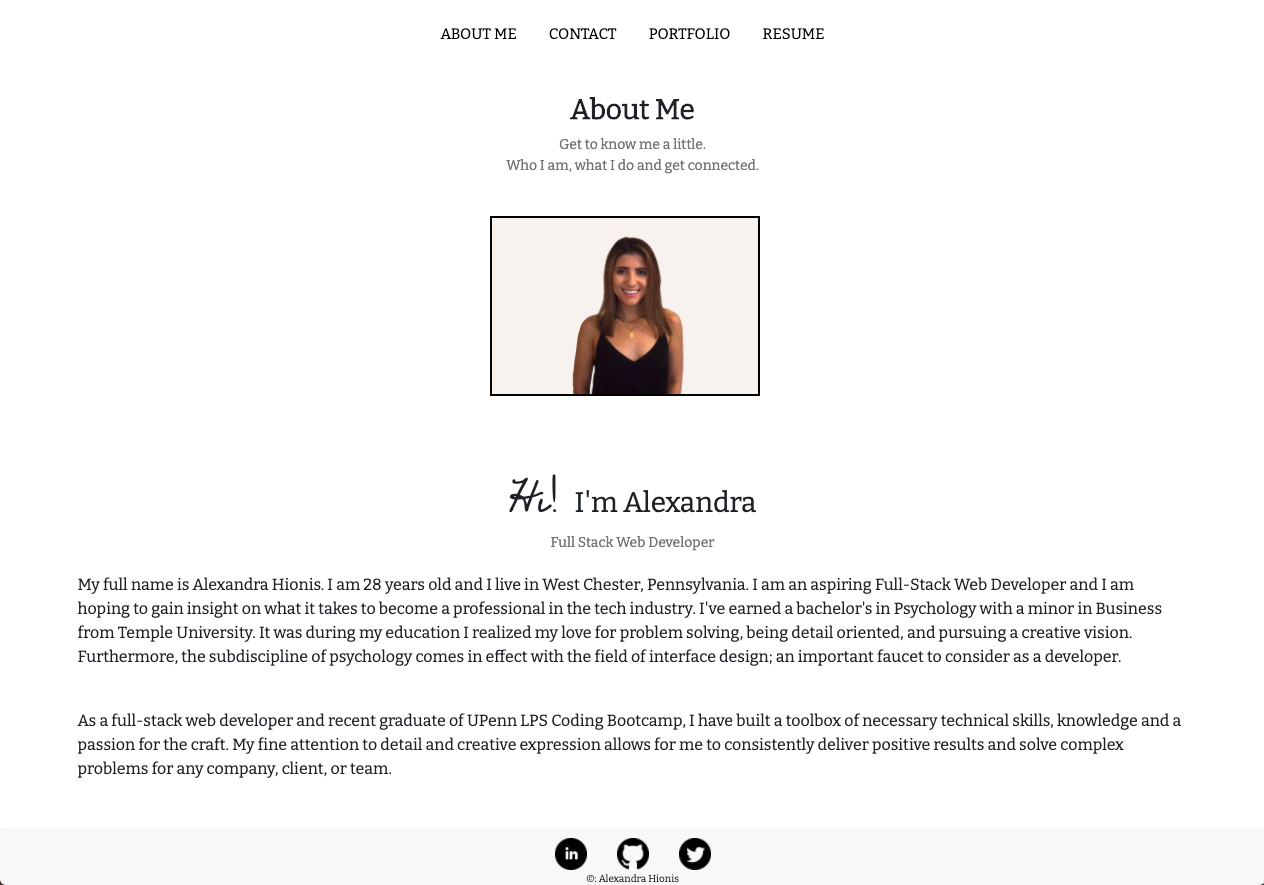 ABOUT ME CONTACT PORTFOLIO RESUME
About Me
Get to know me a little.
Who I am, what I do and get connected.
Hi! I'm Alexandra
Full Stack Web Developer
My full name is Alexandra Hionis. I am 28 years old and I live in West Chester, Pennsylvania. I am an aspiring Full-Stack Web Developer and I am
hoping to gain insight on what it takes to become a professional in the tech industry. I've earned a bachelor's in Psychology with a minor in Business
from Temple University. It was during my education I realized my love for problem solving, being detail oriented, and pursuing a creative vision.
Furthermore, the subdiscipline of psychology comes in effect with the field of interface design; an important faucet to consider as a developer.
As a full-stack web developer and recent graduate of UPenn LPS Coding Bootcamp, I have built a toolbox of necessary technical skills, knowledge and a
passion for the craft. My fine attention to detail and creative expression allows for me to consistently deliver positive results and solve complex
problems for any company, client, or team.
in
©: Alexandra Hionis